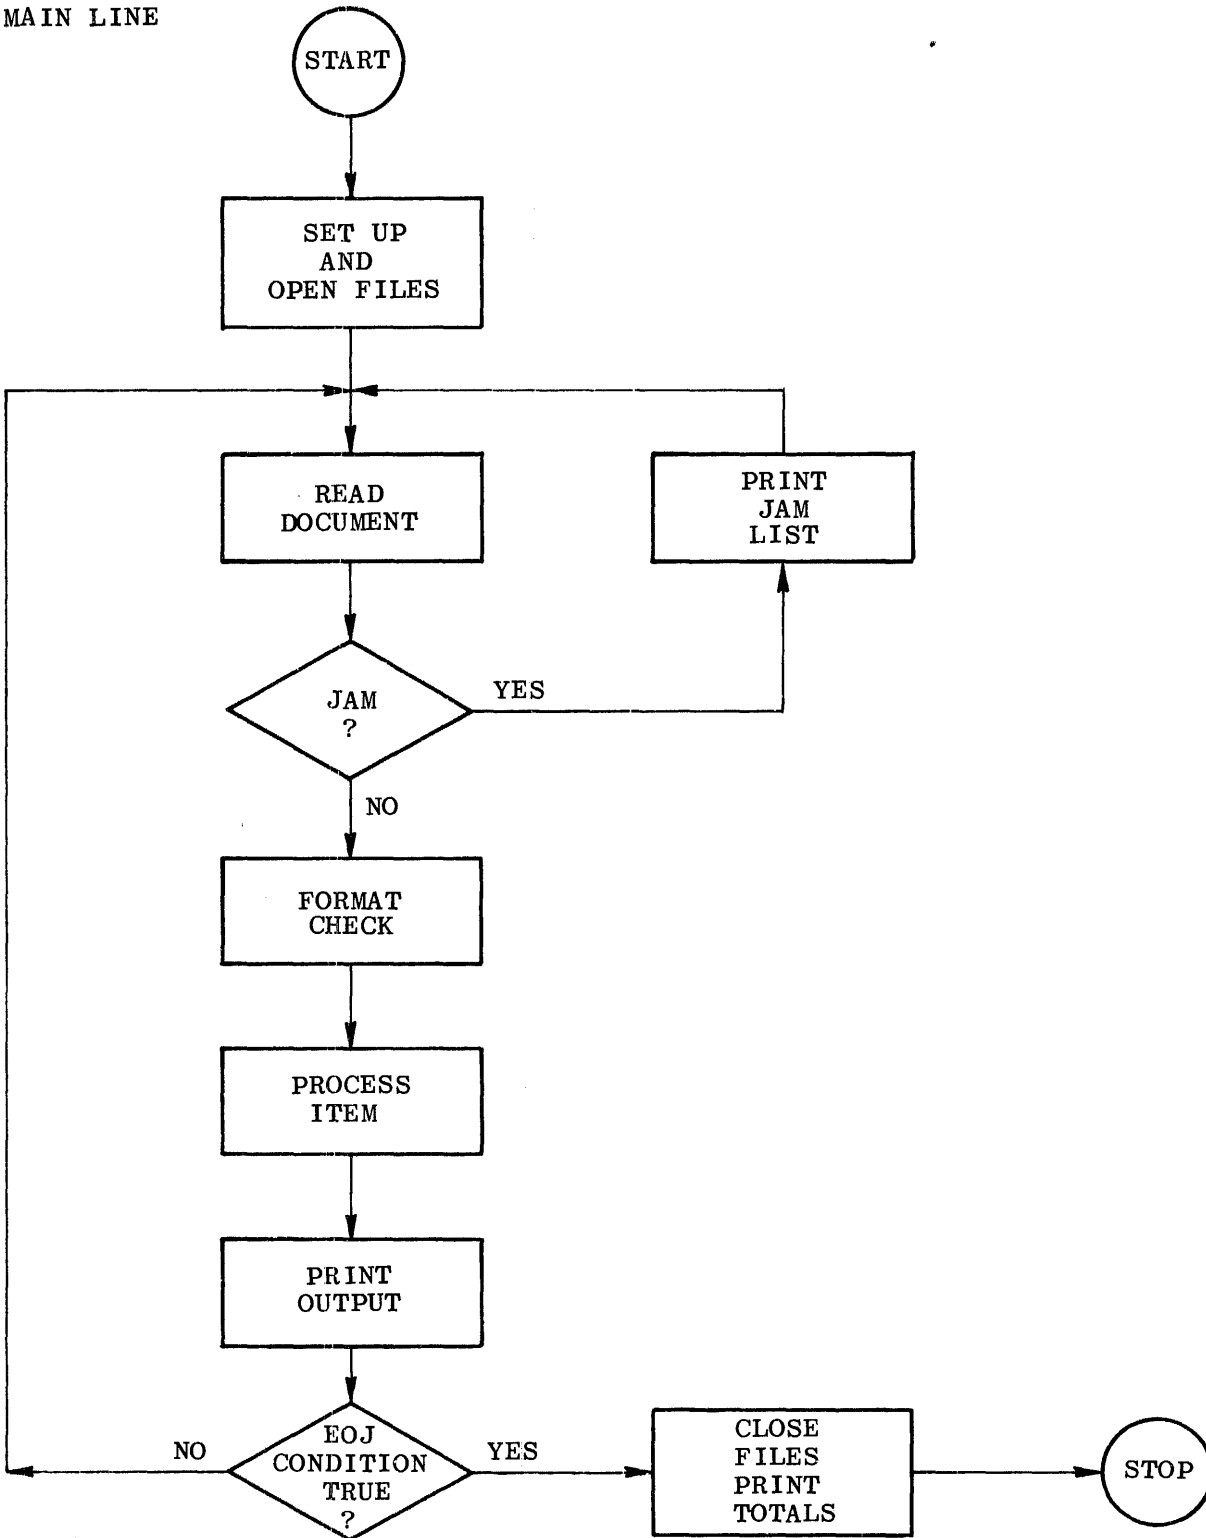 MAIN LINE
START
SET UP
AND
OPEN FILES
READ
DOCUMENT
PRINT
JAM
LIST
JAM
?
YES
NO
FORMAT
CHECK
PROCESS
ITEM
PRINT
OUTPUT
EOJ
CONDITION
TRUE
?
NO
YES
CLOSE
FILES
PRINT
TOTALS
STOP